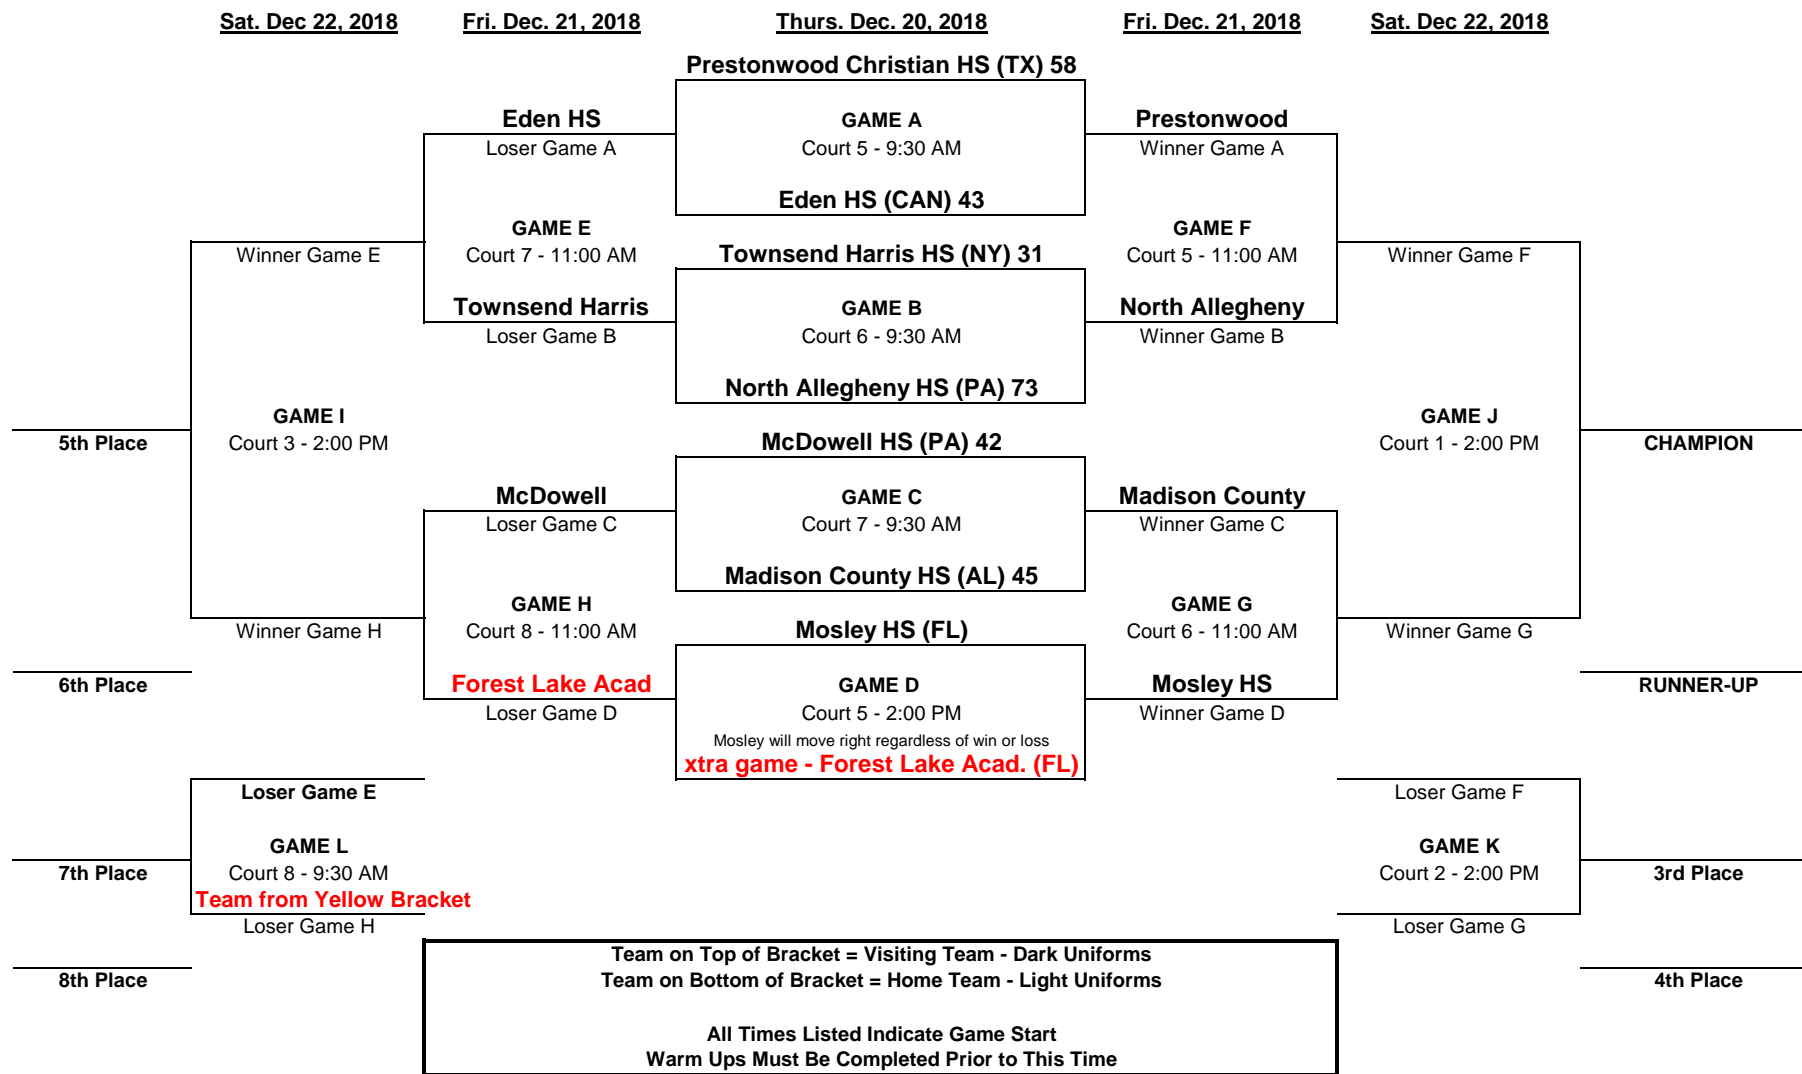 Sat. Dec 22, 2018 Fri. Dec. 21, 2018 Thurs. Dec. 20, 2018 Fri. Dec. 21, 2018 Sat. Dec 22, 2018
Prestonwood Christian HS (TX) 58
Eden HS GAME A Prestonwood
Loser Game A Court 5 - 9:30 AM Winner Game A
Eden HS (CAN) 43
GAME E GAME F
Winner Game E Court 7 - 11:00 AM Townsend Harris HS (NY) 31 Court 5 - 11:00 AM Winner Game F
Townsend Harris GAME B North Allegheny
Loser Game B Court 6 - 9:30 AM Winner Game B
North Allegheny HS (PA) 73
GAME I GAME J
5th Place Court 3 - 2:00 PM McDowell HS (PA) 42 Court 1 - 2:00 PM CHAMPION
McDowell GAME C Madison County
Loser Game C Court 7 - 9:30 AM Winner Game C
Madison County HS (AL) 45
GAME H GAME G
Winner Game H Court 8 - 11:00 AM Mosley HS (FL) Court 6 - 11:00 AM Winner Game G
6th Place Forest Lake Acad GAME D Mosley HS RUNNER-UP
Loser Game D Court 5 - 2:00 PM Winner Game D
Mosley will move right regardless of win or loss
xtra game - Forest Lake Acad. (FL)
Loser Game E Loser Game F
GAME L GAME K
7th Place Court 8 - 9:30 AM Court 2 - 2:00 PM 3rd Place
Team from Yellow Bracket
Loser Game H Loser Game G
Team on Top of Bracket = Visiting Team - Dark Uniforms
8th Place Team on Bottom of Bracket = Home Team - Light Uniforms 4th Place
All Times Listed Indicate Game Start
Warm Ups Must Be Completed Prior to This Time